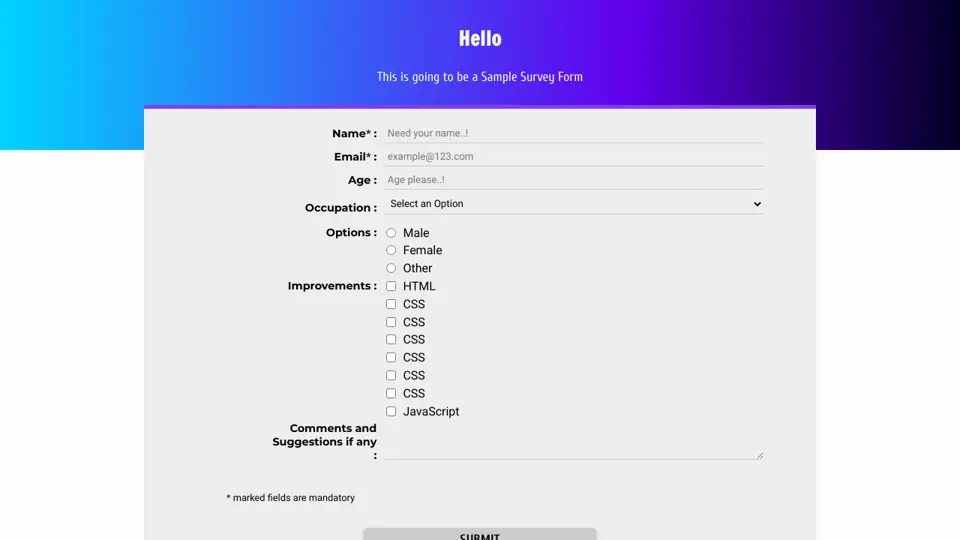 Hello
This is going to be a Sample Survey Form
Name* : Need your name..!
Email* : example@123.com
Age : Age please..!
Occupation : Select an Option
Options : Male
Female
Other
Improvements : HTML
CSS
CSS
CSS
CSS
CSS
CSS
JavaScript
Comments and
Suggestions if any
:
* marked fields are mandatory
SUBMIT